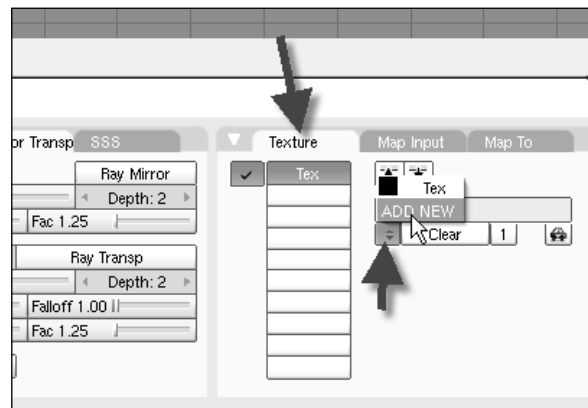 or Transp SSS
Ray Mirror
Depth: 2
Fac 1.25
Ray Transp
Depth: 2
Falloff 1.00
Fac 1.25
Texture Map Input Map To
Tex
Tex
ADD NEW
Clear 1